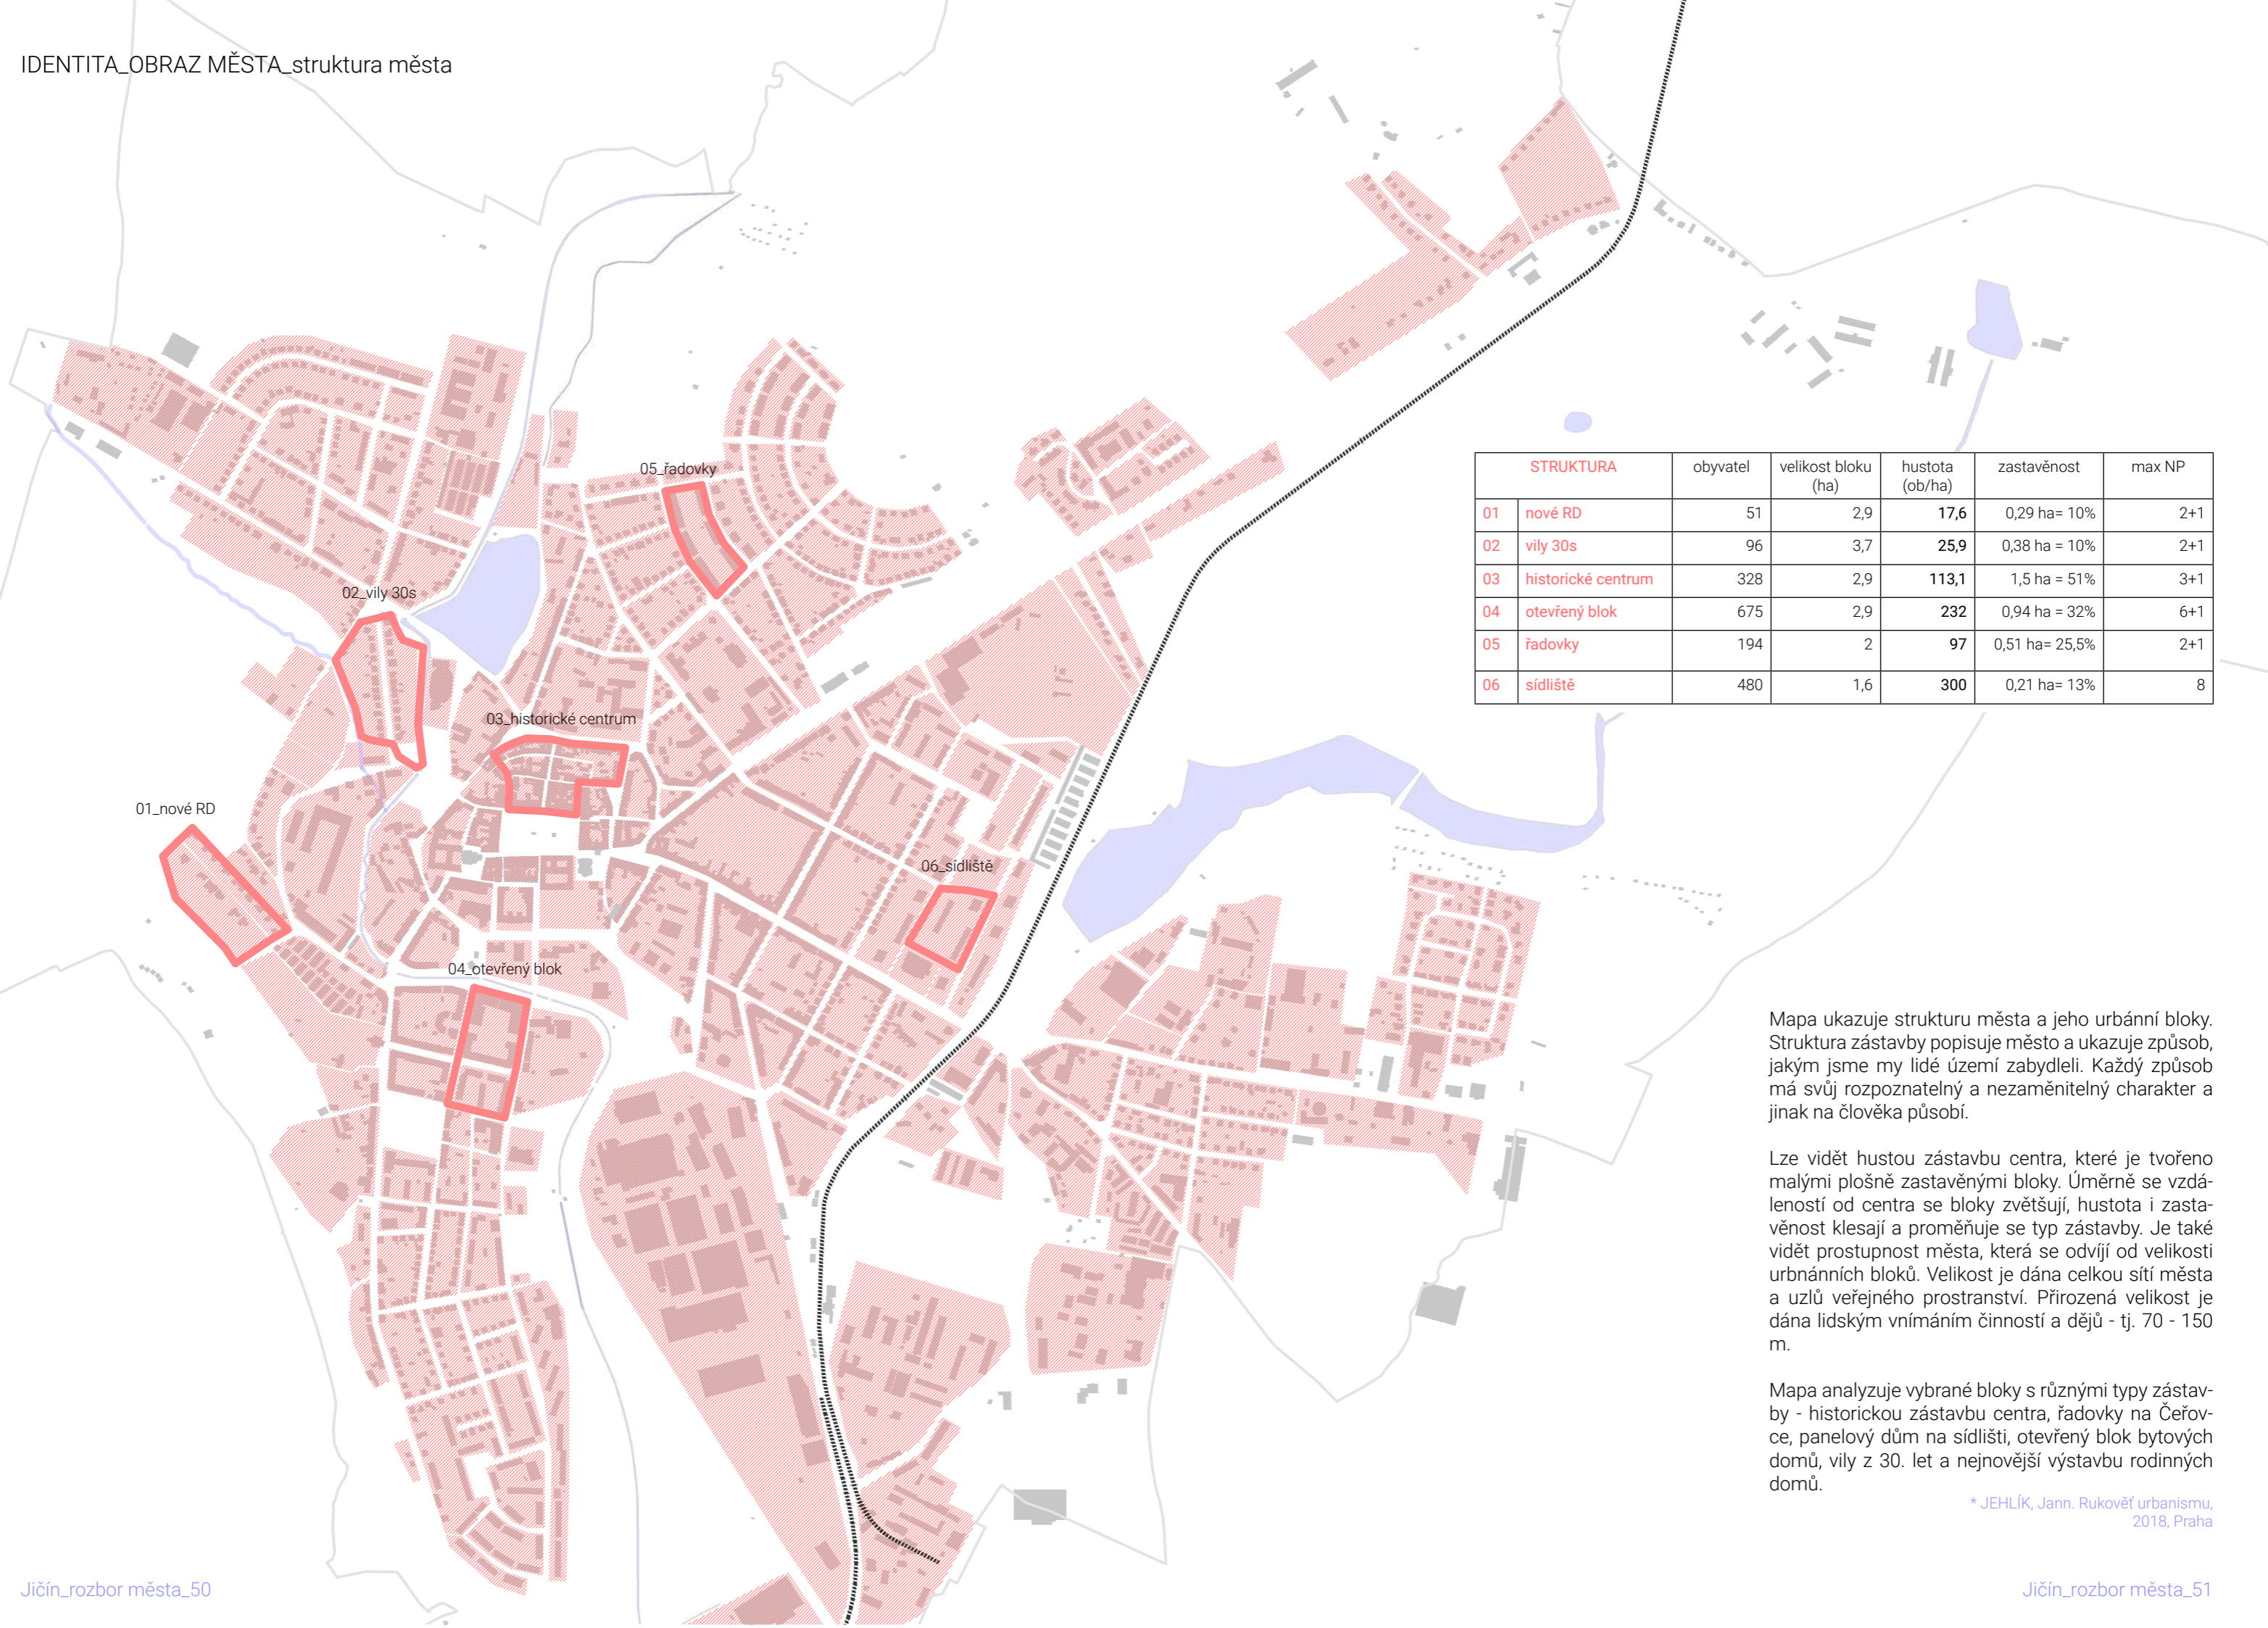 IDENTITA_OBRAZ MĚSTA_struktura města
05_řadovky
02_vily 30s
03_historické centrum
01_nové RD
06_sídliště
04_otevřený blok
STRUKTURA obyvatel velikost bloku (ha) hustota (ob/ha) zastavěnost max NP
01 nové RD 51 2,9 17,6 0,29 ha= 10% 2+1
02 vily 30s 96 3,7 25,9 0,38 ha = 10% 2+1
03 historické centrum 328 2,9 113,1 1,5 ha = 51% 3+1
04 otevřený blok 675 2,9 232 0,94 ha = 32% 6+1
05 řadovky 194 2 97 0,51 ha= 25,5% 2+1
06 sídliště 480 1,6 300 0,21 ha= 13% 8
Mapa ukazuje strukturu města a jeho urbánní bloky.
Struktura zástavby popisuje město a ukazuje způsob,
jakým jsme my lidé území zabydleli. Každý způsob
má svůj rozpoznatelný a nezaměnitelný charakter a
jinak na člověka působí.
Lze vidět hustou zástavbu centra, které je tvořeno
malými plošně zastavěnými bloky. Úměrně se vzdá-
leností od centra se bloky zvětšují, hustota i zasta-
věnost klesají a proměňuje se typ zástavby. Je také
vidět prostupnost města, která se odvíjí od velikosti
urbnánních bloků. Velikost je dána celkou sítí města
a uzlů veřejného prostranství. Přirozená velikost je
dána lidským vnímáním činností a dějů - tj. 70 - 150
m.
Mapa analyzuje vybrané bloky s různými typy zástav-
by - historickou zástavbu centra, řadovky na Čeřov-
ce, panelový dům na sídlišti, otevřený blok bytových
domů, vily z 30. let a nejnovější výstavbu rodinných
domů.
* JEHLÍK, Jann. Rukověť urbanismu,
2018, Praha
Jičín_rozbor města_50
Jičín_rozbor města_51